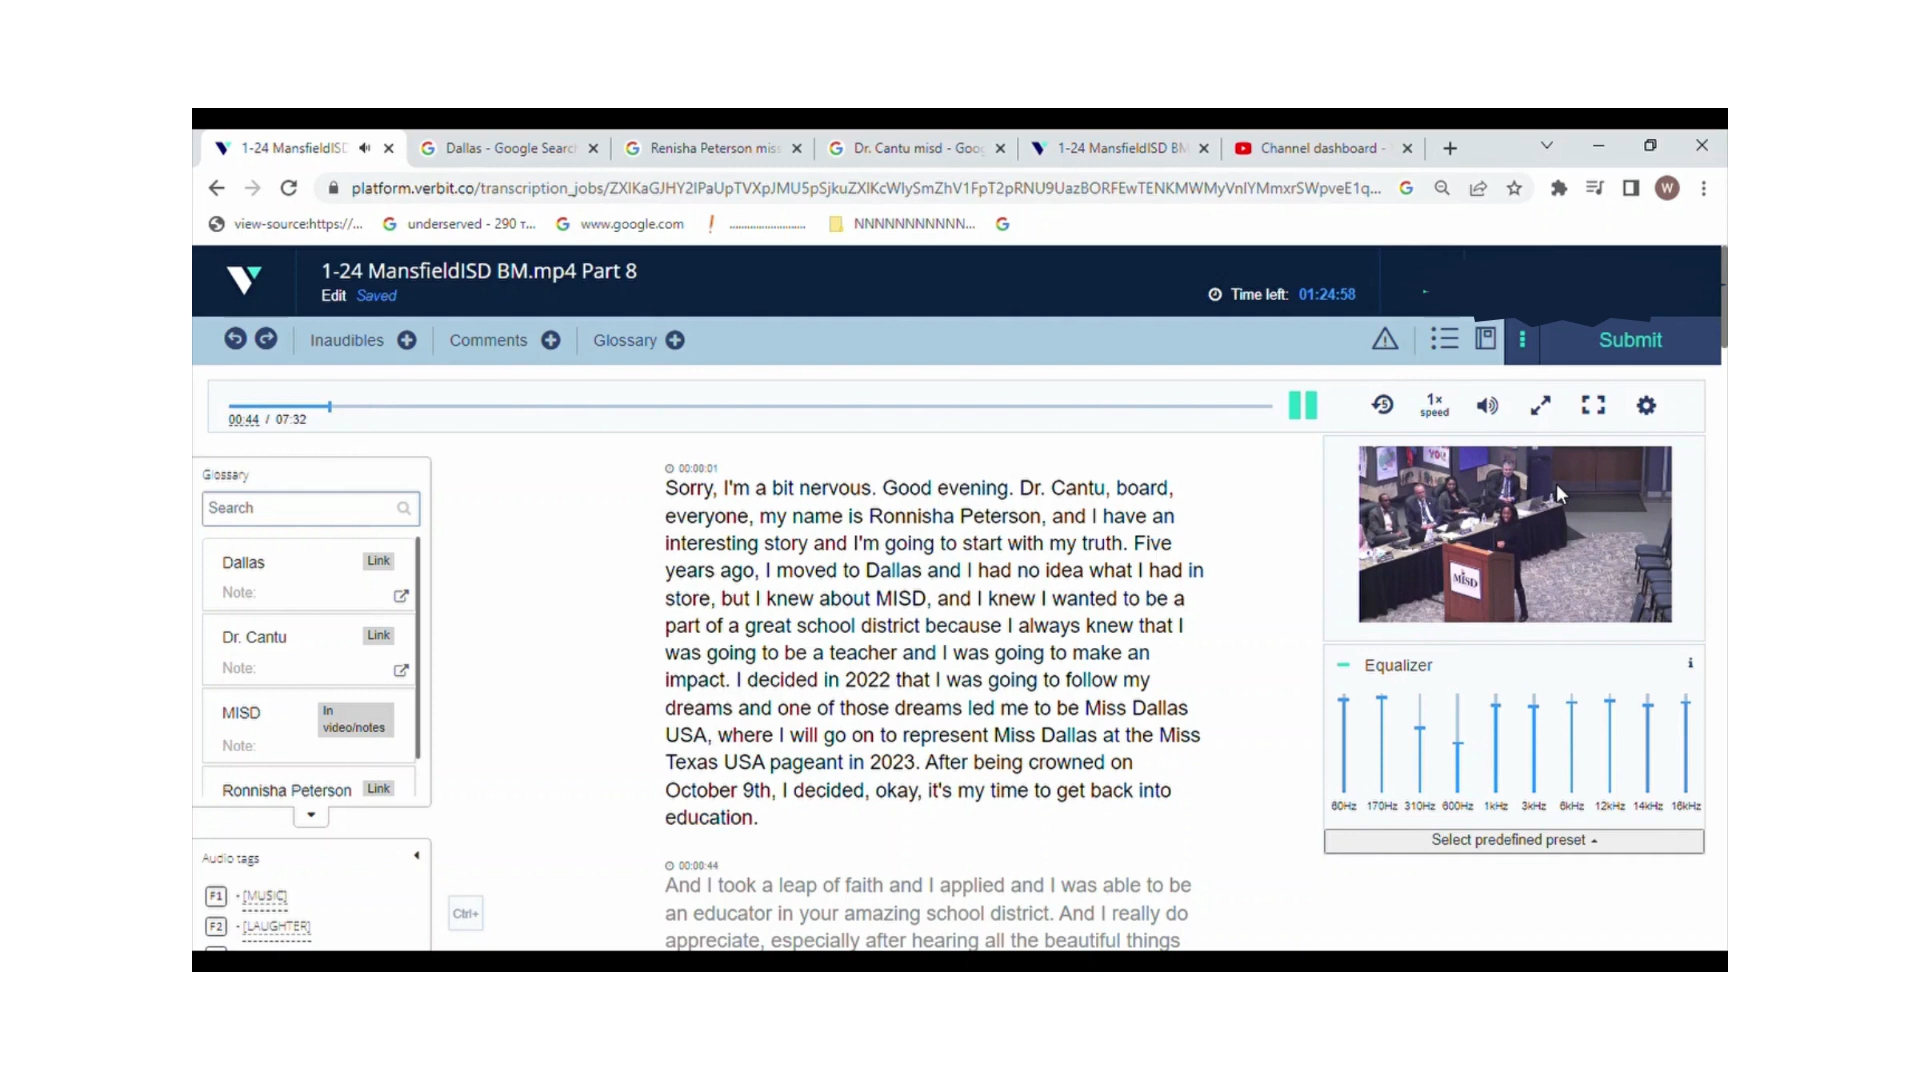 1-24 MansfieldISD
Dallas - Google Search
Renisha Peterson mis
Dr. Cantu misd - Goog
1-24 MansfieldISD BM
Channel dashboard -
view-source:https://...
underserved - 290 т...
www.google.com
NNNNNNNNNNN...
W
1-24 MansfieldISD BM.mp4 Part 8
Edit Saved
Time left: 01:24:58
Inaudibles
Comments
Glossary
Submit
00:44 / 07:32
5
1x
speed
Glossary
Search
Dallas Link
Note:
Dr. Cantu Link
Note:
MISD In video/notes
Note:
Ronnisha Peterson Link
Audio tags
F1 - [MUSIC]
F2 - [LAUGHTER]
Ctrl+
00:00:01
Sorry, I'm a bit nervous. Good evening. Dr. Cantu, board,
everyone, my name is Ronnisha Peterson, and I have an
interesting story and I'm going to start with my truth. Five
years ago, I moved to Dallas and I had no idea what I had in
store, but I knew about MISD, and I knew I wanted to be a
part of a great school district because I always knew that I
was going to be a teacher and I was going to make an
impact. I decided in 2022 that I was going to follow my
dreams and one of those dreams led me to be Miss Dallas
USA, where I will go on to represent Miss Dallas at the Miss
Texas USA pageant in 2023. After being crowned on
October 9th, I decided, okay, it's my time to get back into
education.
00:00:44
And I took a leap of faith and I applied and I was able to be
an educator in your amazing school district. And I really do
appreciate, especially after hearing all the beautiful things
YOU
MISD
Equalizer
60Hz 170Hz 310Hz 600Hz 1kHz 3kHz 6kHz 12kHz 14kHz 16kHz
Select predefined preset